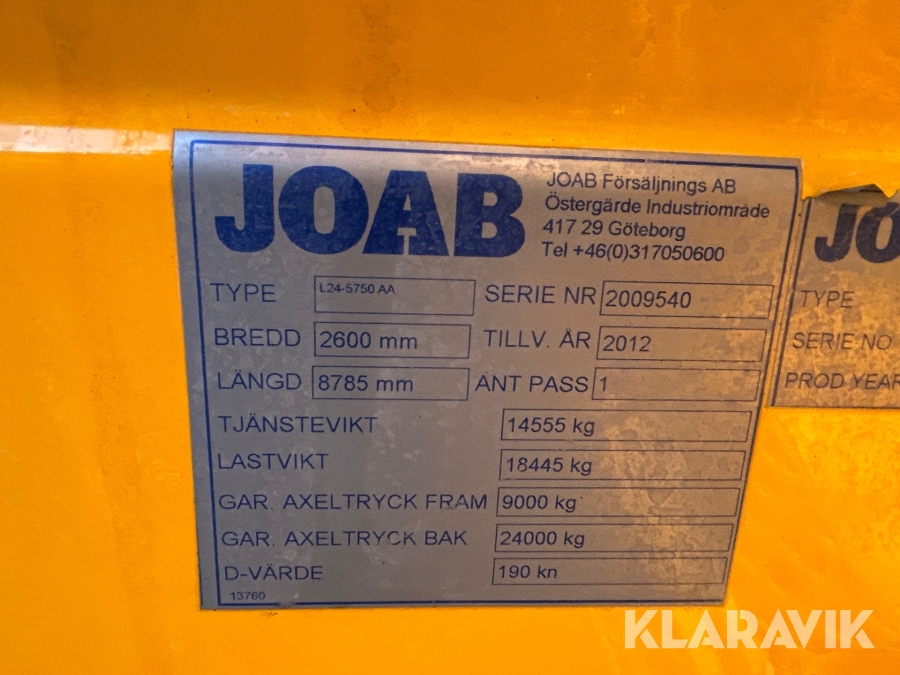 JOAB
JOAB Försäljnings AB
Östergärde Industriområde
417 29 Göteborg
Tel +46(0)317050600
TYPE L24-5750 AA SERIE NR 2009540
BREDD 2600 mm TILLV. ÅR 2012
LÄNGD 8785 mm ANT PASS 1
TJÄNSTEVIKT 14555 kg
LASTVIKT 18445 kg
GAR. AXELTRYCK FRAM 9000 kg
GAR. AXELTRYCK BAK 24000 kg
D-VÄRDE 190 kn
13760
JO
TYPE
SERIE NO
PROD YEAR
KLARAVIK